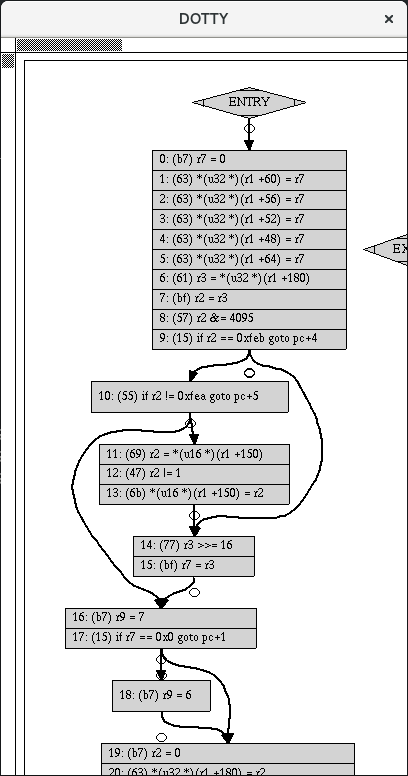 DOTTY
ENTRY
0: (b7) r7 = 0
1: (63) *(u32 *)(r1 +60) = r7
2: (63) *(u32 *)(r1 +56) = r7
3: (63) *(u32 *)(r1 +52) = r7
4: (63) *(u32 *)(r1 +48) = r7
5: (63) *(u32 *)(r1 +64) = r7
EX
6: (61) r3 = *(u32 *)(r1 +180)
7: (bf) r2 = r3
8: (57) r2 &= 4095
9: (15) if r2 == 0xfeb goto pc+4
10: (55) if r2 != 0xfea goto pc+5
11: (69) r2 = *(u16 *)(r1 +150)
12: (47) r2 |= 1
13: (6b) *(u16 *)(r1 +150) = r2
14: (77) r3 >>= 16
15: (bf) r7 = r3
16: (b7) r9 = 7
17: (15) if r7 == 0x0 goto pc+1
18: (b7) r9 = 6
19: (b7) r2 = 0
20: (63) *(u32 *)(r1 +180) = r2